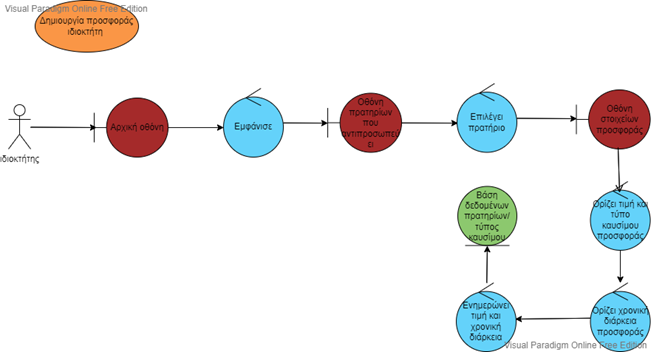 Visual Paradigm Online Free Edition
Δημιουργία προσφοράς
ιδιοκτήτη
ιδιοκτήτης
Αρχική οθόνη
Εμφάνισε
Οθόνη
πρατηρίων
που
αντιπροσωπεύ
ει
Επιλέγει
πρατήριο
Οθόνη
στοιχείων
προσφοράς
Ορίζει τιμή και
τύπο
καυσίμου
προσφοράς
Ορίζει χρονική
διάρκεια
προσφοράς
Ενημερώνει
τιμή και
χρονική
διάρκεια
Βάση
δεδομένων
πρατηρίων/
τύπος
καυσίμου
Visual Paradigm Online Free Edition